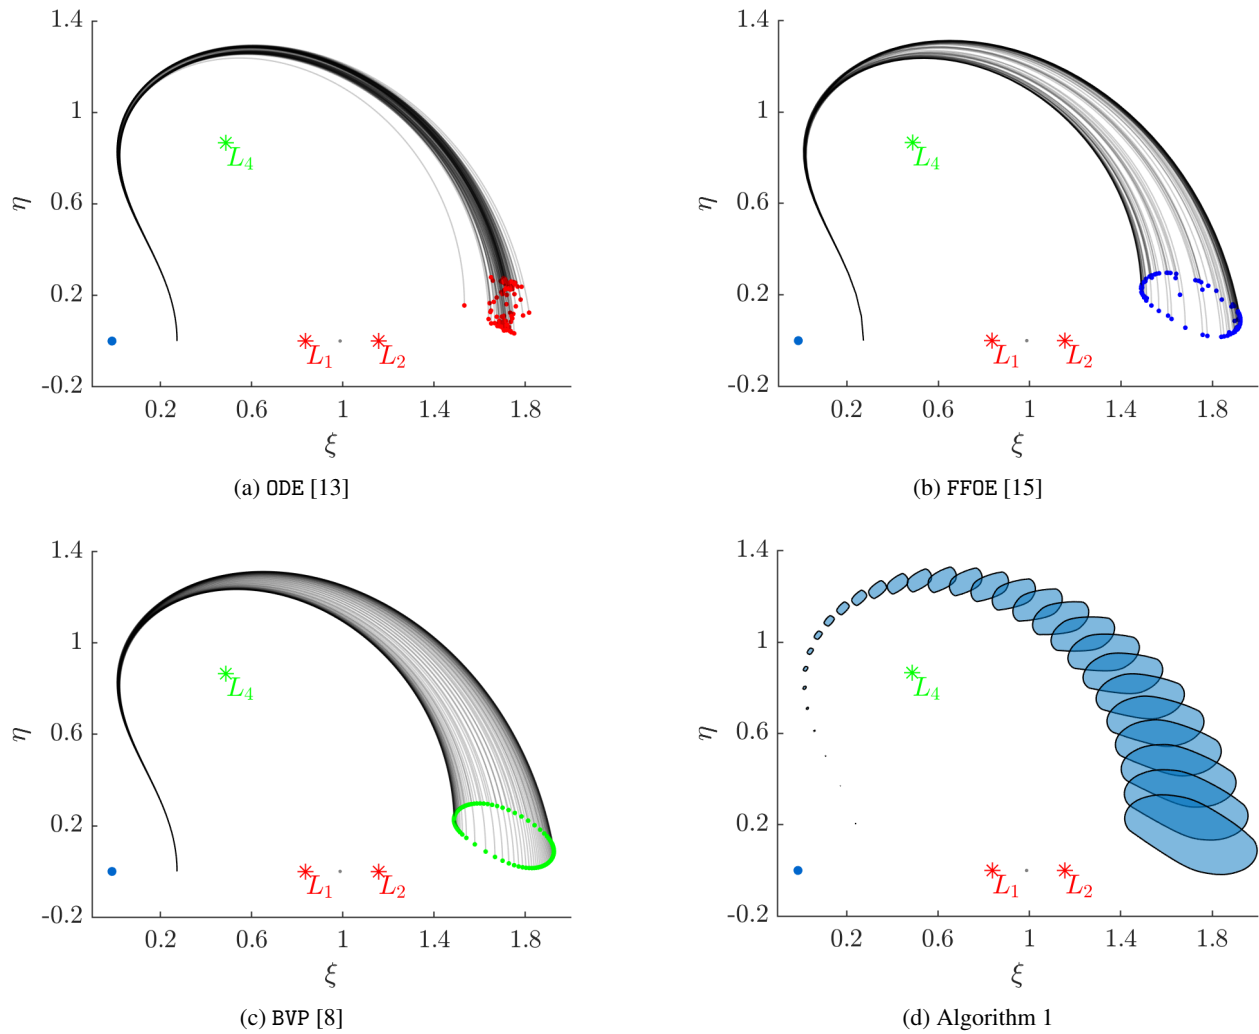 1.4
1
0.6
0.2
-0.2
η
L₄
L₁ L₂
0.2 0.6 1 1.4 1.8
ξ
(a) ODE [13]
1.4
1
0.6
0.2
-0.2
η
L₄
L₁ L₂
0.2 0.6 1 1.4 1.8
ξ
(b) FFOE [15]
1.4
1
0.6
0.2
-0.2
η
L₄
L₁ L₂
0.2 0.6 1 1.4 1.8
ξ
(c) BVP [8]
1.4
1
0.6
0.2
-0.2
η
L₄
L₁ L₂
0.2 0.6 1 1.4 1.8
ξ
(d) Algorithm 1